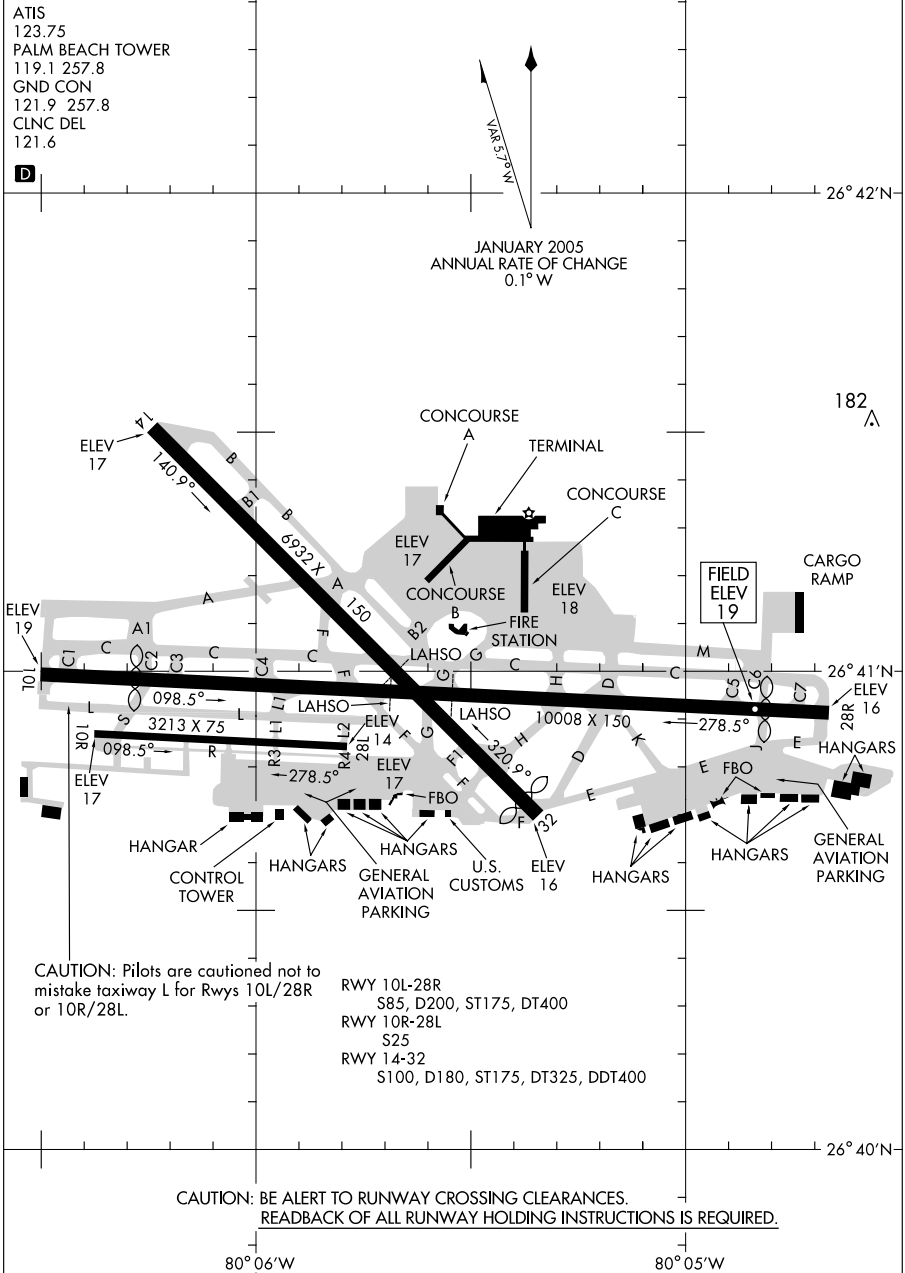 ATIS
123.75
PALM BEACH TOWER
119.1 257.8
GND CON
121.9 257.8
CLNC DEL
121.6
D
VAR 5.7° W
26° 42'N
JANUARY 2005
ANNUAL RATE OF CHANGE
0.1° W
182
CONCOURSE
A
TERMINAL
CONCOURSE
C
14
ELEV
17
140.9°
B
B1
B
6932 X
150
A
A
ELEV
17
CONCOURSE
B
ELEV
18
FIRE
STATION
FIELD
ELEV
19
CARGO
RAMP
ELEV
19
A1
F
B2
LAHSO
M
C1
C
C2
C3
C
C4
C
F
G
G
C
H
D
C
C5
C6
C7
26° 41'N
10L
098.5°
LAHSO
LAHSO
10008 X 150
278.5°
ELEV
16
28R
L
S
L
L1
L1
L2
10R
3213 X 75
098.5°
R
R3
R4
28L
ELEV
14
278.5°
ELEV
17
F
G
F1
F
320.9°
H
D
K
E
E
J
E
ELEV
17
FBO
F
32
ELEV
16
FBO
HANGARS
HANGAR
CONTROL
TOWER
HANGARS
GENERAL
AVIATION
PARKING
HANGARS
U.S.
CUSTOMS
HANGARS
HANGARS
GENERAL
AVIATION
PARKING
CAUTION: Pilots are cautioned not to
mistake taxiway L for Rwys 10L/28R
or 10R/28L.
RWY 10L-28R
S85, D200, ST175, DT400
RWY 10R-28L
S25
RWY 14-32
S100, D180, ST175, DT325, DDT400
26° 40'N
CAUTION: BE ALERT TO RUNWAY CROSSING CLEARANCES.
READBACK OF ALL RUNWAY HOLDING INSTRUCTIONS IS REQUIRED.
80° 06'W
80° 05'W